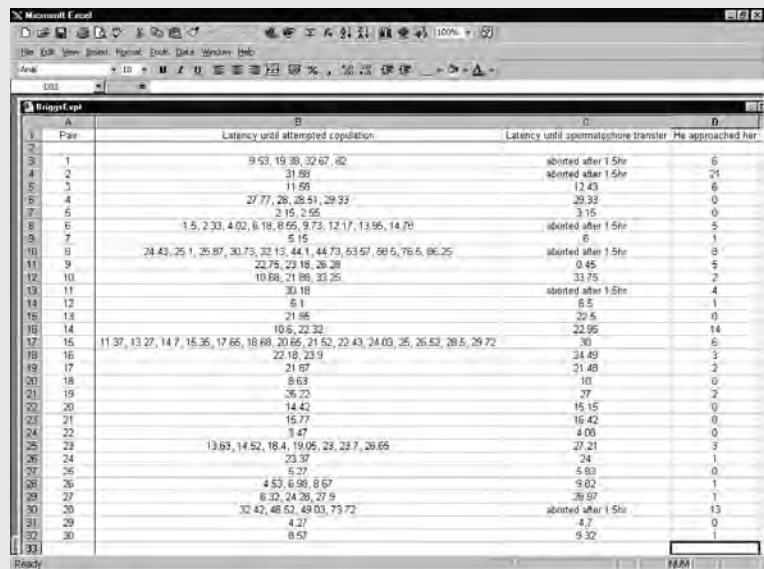 Microsoft Excel
100%
File Edit View Insert Format Tools Data Window Help
Arial 10 B I U
D33 =
BriggsExpt
A B C D
1 Pair Latency until attempted copulation Latency until spermatophore transfer He approached her
2
3 1 9.53, 19.38, 32.67, 82 aborted after 1.5hr 6
4 2 31.88 aborted after 1.5hr 21
5 3 11.58 12.43 6
6 4 27.77, 28, 28.51, 29.33 29.33 0
7 5 2.15, 2.55 3.15 0
8 6 1.5, 2.33, 4.02, 6.18, 8.55, 9.73, 12.17, 13.95, 14.78 aborted after 1.5hr 5
9 7 5.15 6 1
10 8 24.43, 25.1, 25.87, 30.73, 32.13, 44.1, 44.73, 53.57, 76.5, 86.25 aborted after 1.5hr 8
11 9 22.75, 23.18, 26.28 0.45 5
12 10 10.68, 21.88, 33.25 33.75 2
13 11 30.18 aborted after 1.5hr 4
14 12 6.1 6.5 1
15 13 21.95 22.5 0
16 14 10.6, 22.32 22.95 14
17 15 11.37, 13.27, 14.7, 15.35, 17.65, 18.68, 20.65, 21.52, 22.43, 24.03, 25, 26.52, 28.5, 29.72 30 6
18 16 22.18, 23.9 24.49 3
19 17 21.87 21.48 2
20 18 8.63 10 0
21 19 26.22 27 2
22 20 14.42 15.15 0
23 21 15.77 16.42 0
24 22 3.47 4.08 0
25 23 13.63, 14.52, 18.4, 19.05, 23, 23.7, 26.65 27.21 3
26 24 23.37 24 1
27 5.27 5.83 0
28 26 4.53, 6.98, 8.67 9.82 1
29 27 6.32, 24.28, 27.9 28.97 1
30 32.42, 48.52, 49.03, 73.72 aborted after 1.5hr 13
31 29 4.27 4.7 0
32 30 8.57 9.32 1
33
Ready NUM